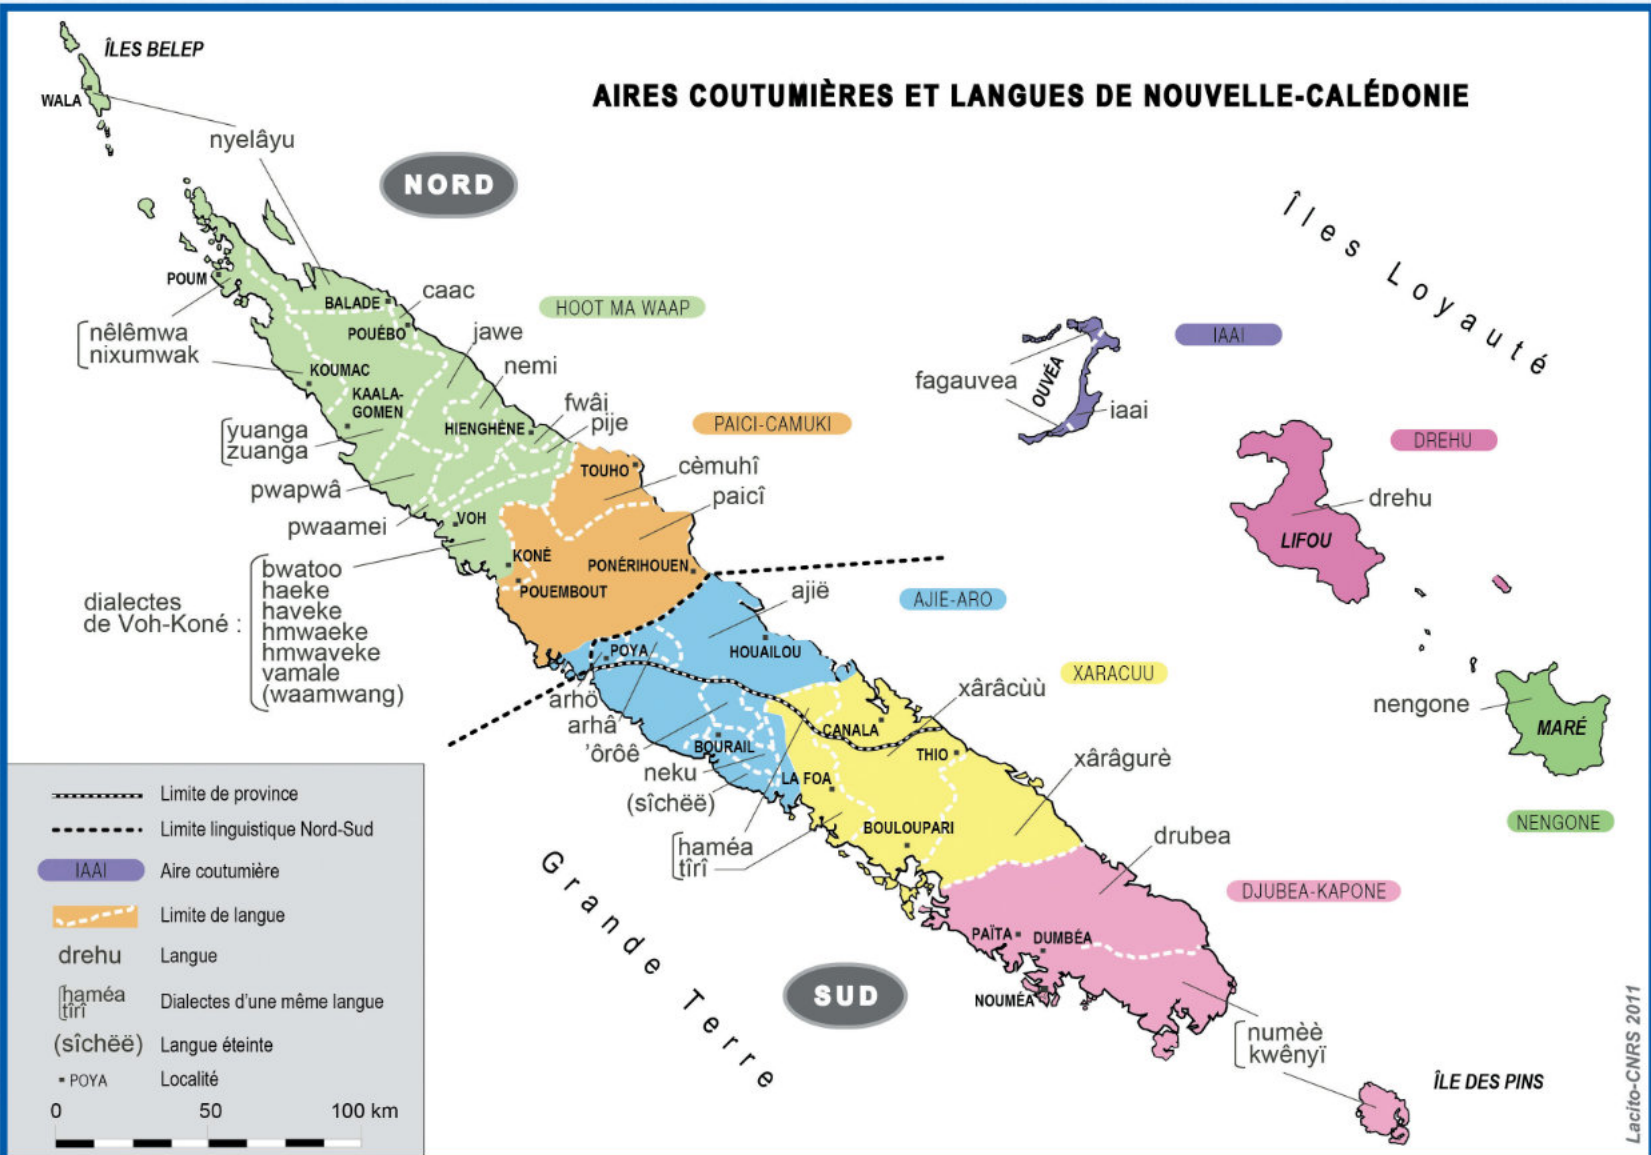 AIRES COUTUMIÈRES ET LANGUES DE NOUVELLE-CALÉDONIE
ÎLES BELEP
WALA
nyelâyu
NORD
POUM
BALADE
caac
POUÉBO
HOOT MA WAAP
nêlêmwa
nixumwak
jawe
nemi
KOUMAC
KAALA-
GOMEN
fwâi
pije
HIENGHÈNE
yuanga
zuanga
PAICI-CAMUKI
TOUHO
cèmuhî
paicî
pwapwâ
pwaamei
VOH
KONÉ
PONÉRIHOUEN
POUEMBOUT
dialectes
de Voh-Koné :
bwatoo
haeke
haveke
hmwaeke
hmwaveke
vamale
(waamwang)
Îles Loyauté
IAAI
OUVÉA
fagauvea
iaai
DREHU
drehu
LIFOU
nengone
MARÉ
NENGONE
ajië
AJIE-ARO
POYA
HOUAILOU
arhö
arhâ
'ôrôê
BOURAIL
neku
(sîchëë)
XARACUU
xârâcùù
CANALA
THIO
LA FOA
xârâgurè
BOULOUPARI
haméa
tîrî
drubea
DJUBEA-KAPONE
PAÏTA
DUMBÉA
NOUMÉA
SUD
Grande Terre
numèè
kwênyï
ÎLE DES PINS
Limite de province
Limite linguistique Nord-Sud
IAAI
Aire coutumière
Limite de langue
drehu
Langue
haméa
tîrî
Dialectes d'une même langue
(sîchëë)
Langue éteinte
POYA
Localité
0 50 100 km
Lacito-CNRS 2011